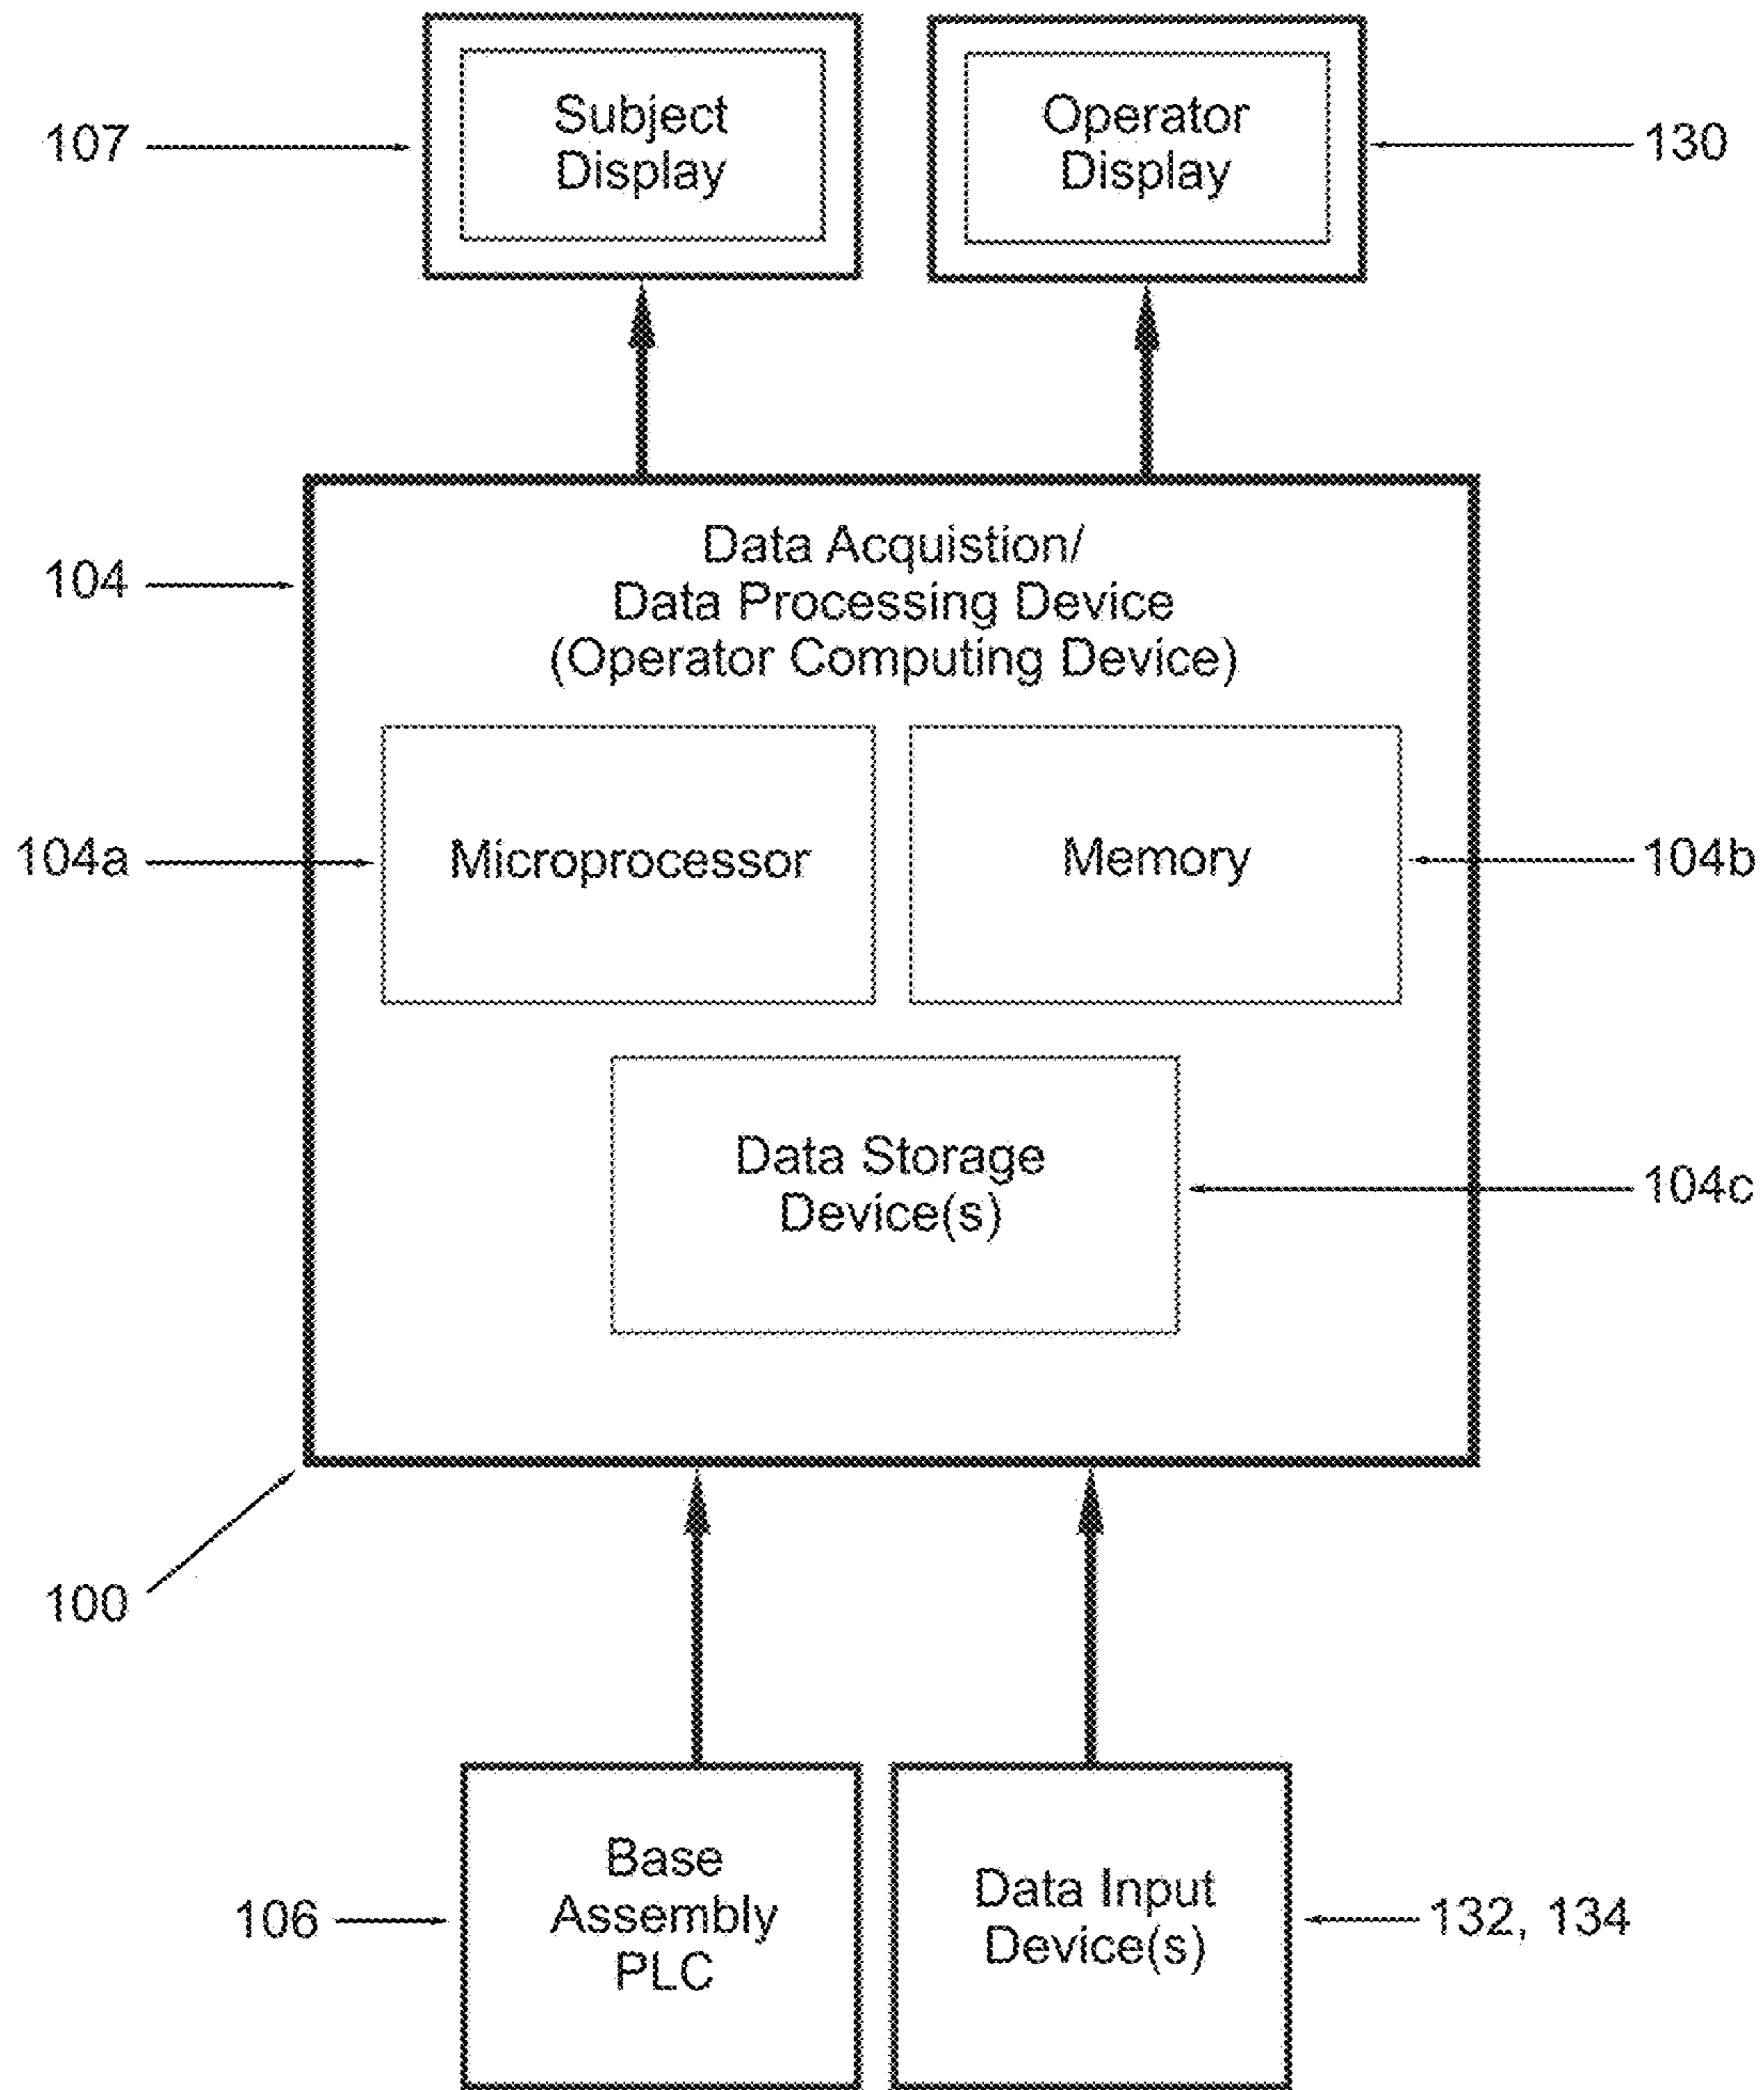 Subject
Display
Operator
Display
107
130
Data Acquistion/
Data Processing Device
(Operator Computing Device)
104
Microprocessor
Memory
104a
104b
Data Storage
Device(s)
104c
100
Base
Assembly
PLC
Data Input
Device(s)
106
132, 134